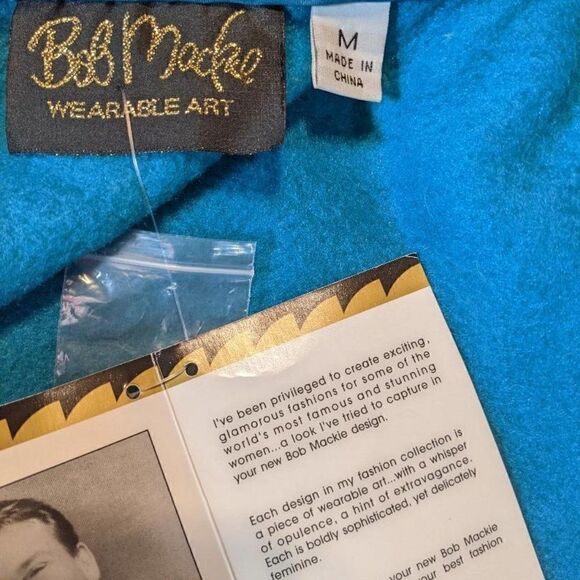 Bob Mackie
WEARABLE ART
M
MADE IN
CHINA
I've been privileged to create exciting,
glamorous fashions for some of the
world's most famous and stunning
women...a look I've tried to capture in
your new Bob Mackie design.
Each design in my fashion collection is
a piece of wearable art...with a whisper
of opulence, a hint of extravagance.
Each is boldly sophisticated, yet delicately
feminine.
your new Bob Mackie
your best fashion